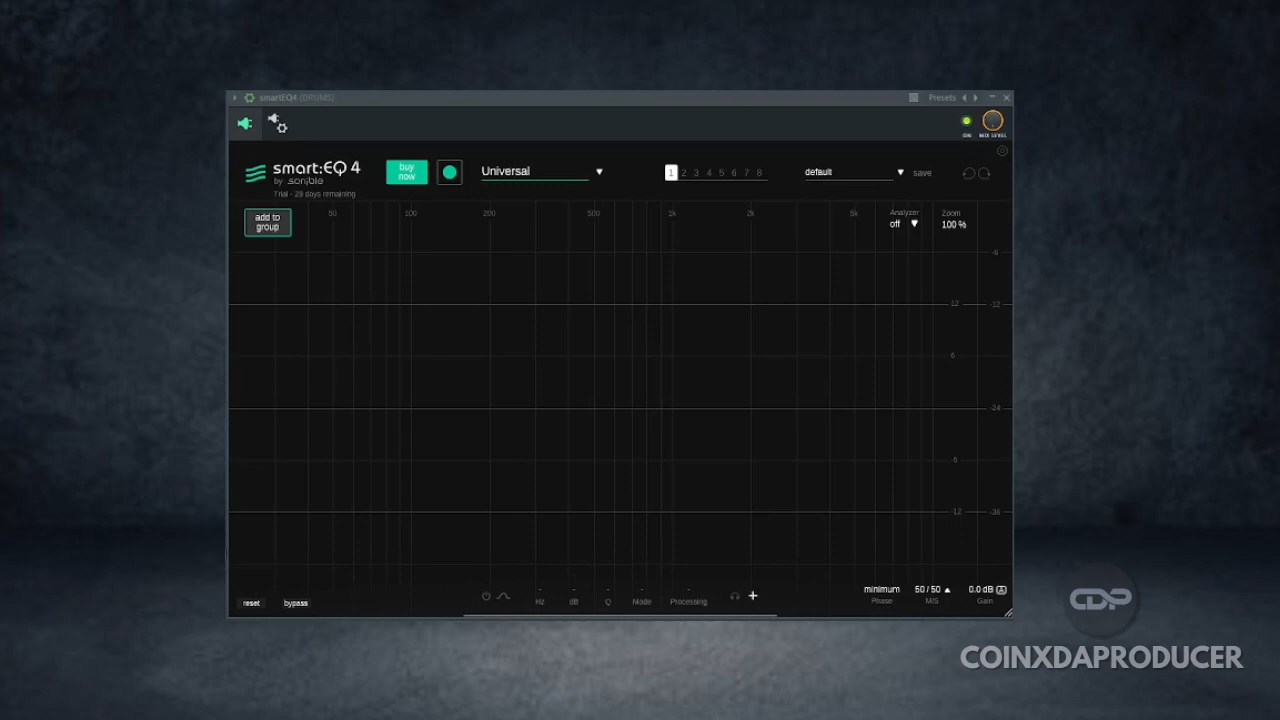 smartEQ4 (DRUMS) Presets
ON MIX LEVEL
smart:EQ 4
by sonible
Trial - 29 days remaining
buy
now
Universal
1 2 3 4 5 6 7 8
default
save
add to
group
50 100 200 500 1k 2k 5k
Analyzer
off
Zoom
100 %
-6
12 -12
6
-24
-6
-12 -36
reset bypass
- - - - -
Hz dB Q Mode Processing
+
minimum 50 / 50 0.0 dB A
Phase M/S Gain
CDP
COINXDAPRODUCER